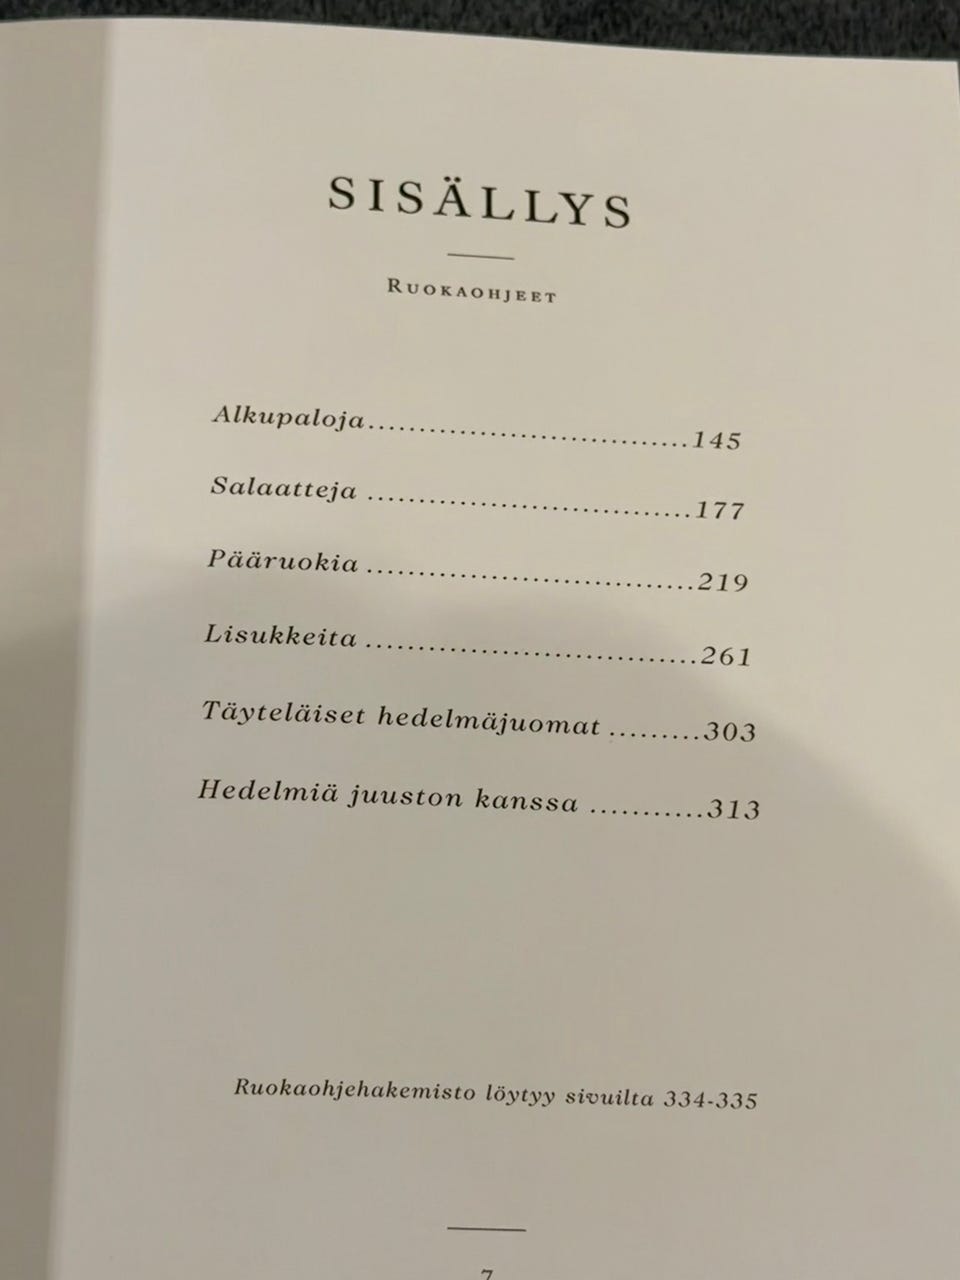 SISÄLLYS
RUOKAOHJEET
Alkupaloja..............................145
Salaatteja ..............................177
Pääruokia ..............................219
Lisukkeita ..............................261
Täyteläiset hedelmäjuomat .........303
Hedelmiä juuston kanssa ...........313
Ruokaohjehakemisto löytyy sivuilta 334-335
7